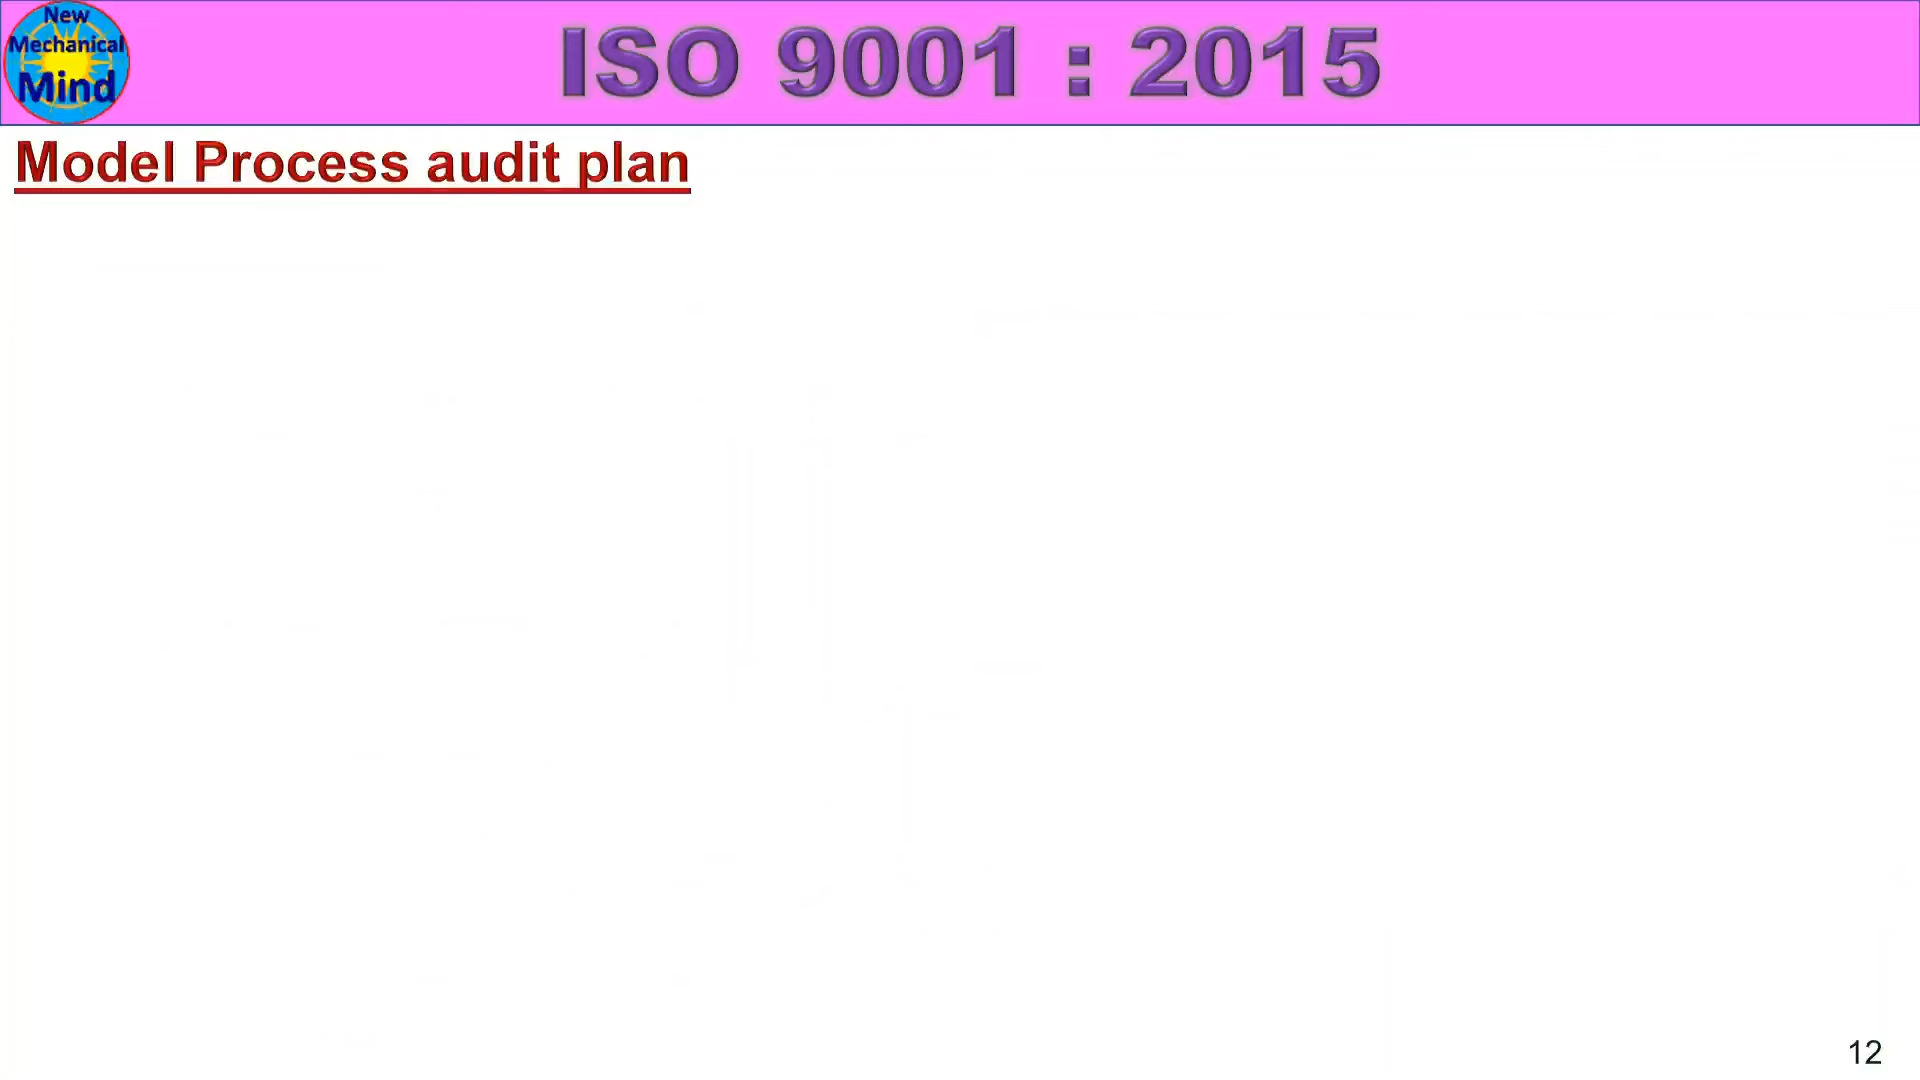 New
Mechanical
Mind
ISO 9001 : 2015
Model Process audit plan
12